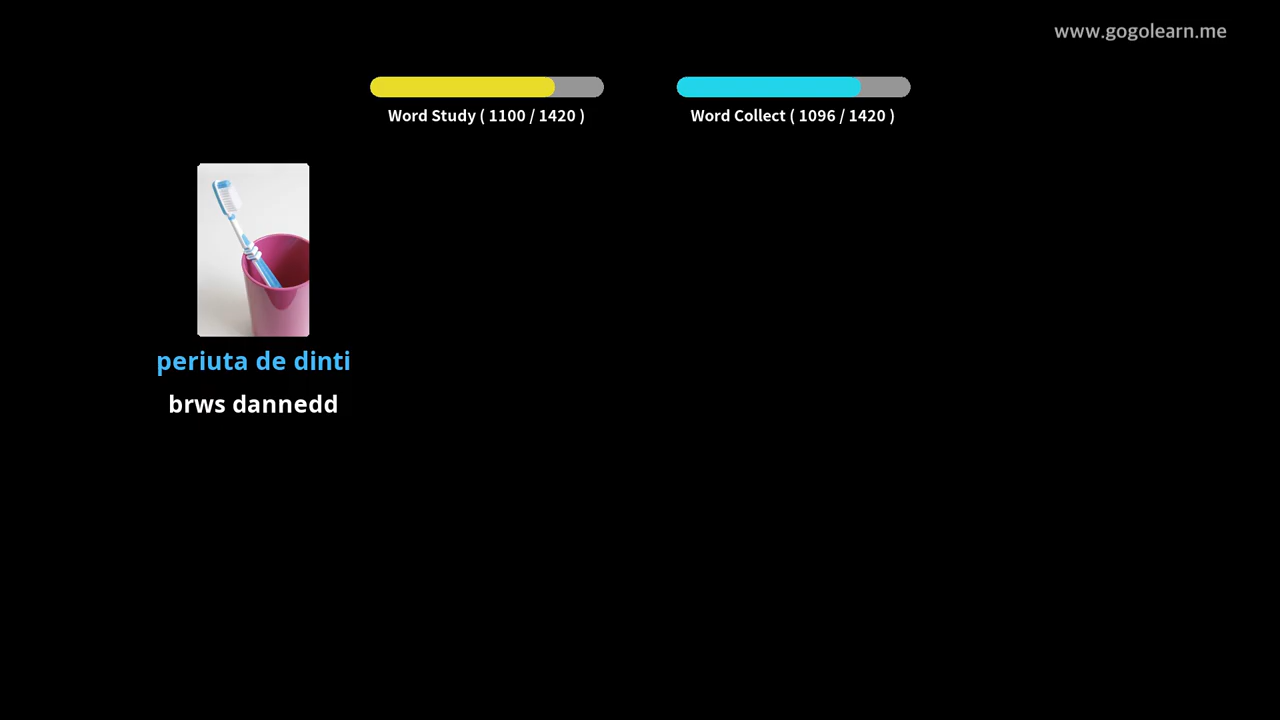 www.gogolearn.me
Word Study ( 1100 / 1420 )
Word Collect ( 1096 / 1420 )
periuta de dinti
brws dannedd